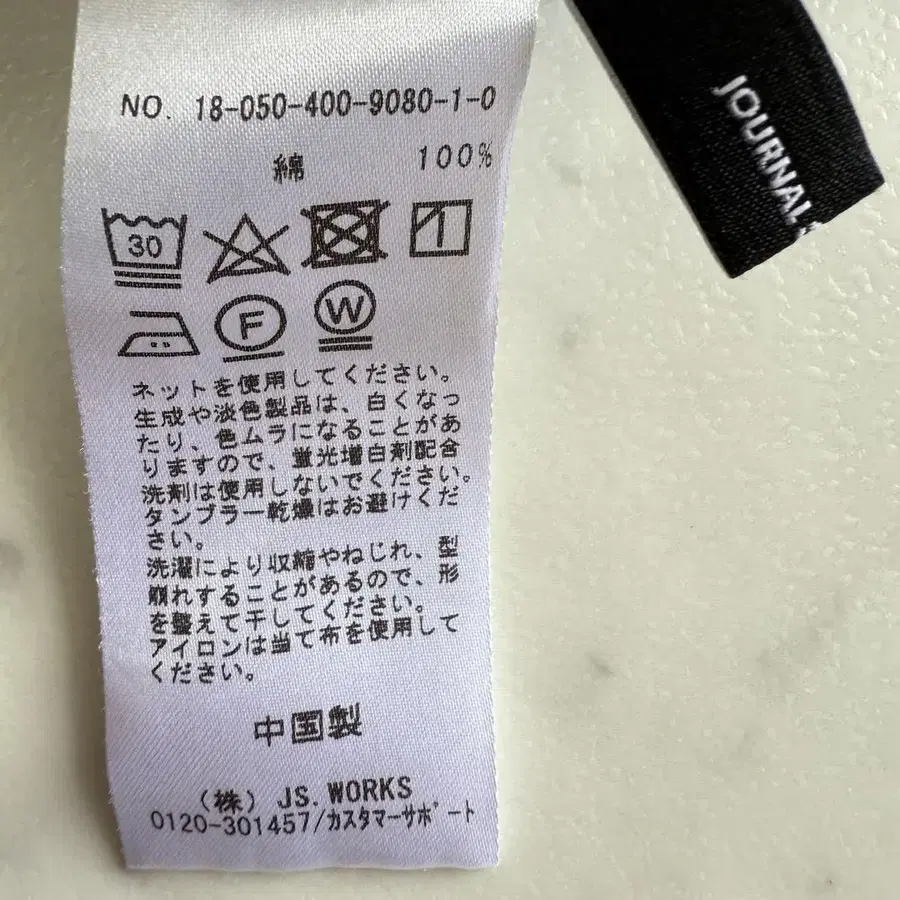 NO. 18-050-400-9080-1-0
綿 100%
30
F
W
ネットを使用してください。
生成や淡色製品は、白くなっ
たり、色ムラになることがあ
りますので、蛍光増白剤配合
洗剤は使用しないでください。
タンブラー乾燥はお避けくだ
さい。
洗濯により収縮やねじれ、型
崩れすることがあるので、形
を整えて干してください。
アイロンは当て布を使用して
ください。
中国製
(株) JS.WORKS
0120-301457/カスタマーサポート
JOURNAL